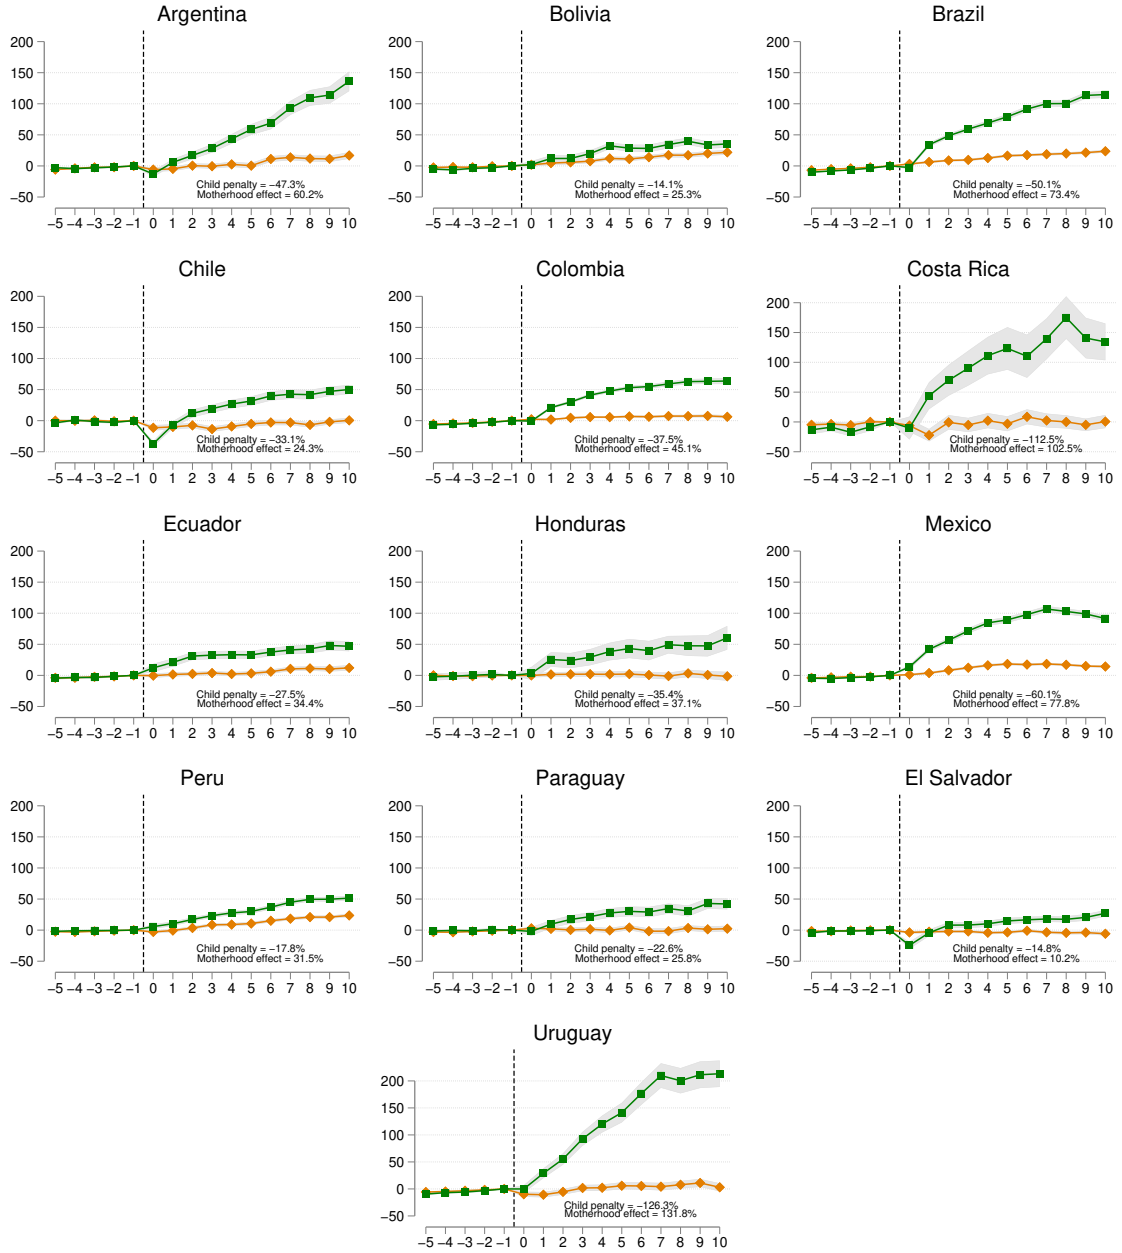 Argentina
200
150
100
50
0
−50
Child penalty = −47.3%
Motherhood effect = 60.2%
−5 −4 −3 −2 −1 0 1 2 3 4 5 6 7 8 9 10
Bolivia
200
150
100
50
0
−50
Child penalty = −14.1%
Motherhood effect = 25.3%
−5 −4 −3 −2 −1 0 1 2 3 4 5 6 7 8 9 10
Brazil
200
150
100
50
0
−50
Child penalty = −50.1%
Motherhood effect = 73.4%
−5 −4 −3 −2 −1 0 1 2 3 4 5 6 7 8 9 10
Chile
200
150
100
50
0
−50
Child penalty = −33.1%
Motherhood effect = 24.3%
−5 −4 −3 −2 −1 0 1 2 3 4 5 6 7 8 9 10
Colombia
200
150
100
50
0
−50
Child penalty = −37.5%
Motherhood effect = 45.1%
−5 −4 −3 −2 −1 0 1 2 3 4 5 6 7 8 9 10
Costa Rica
200
150
100
50
0
−50
Child penalty = −112.5%
Motherhood effect = 102.5%
−5 −4 −3 −2 −1 0 1 2 3 4 5 6 7 8 9 10
Ecuador
200
150
100
50
0
−50
Child penalty = −27.5%
Motherhood effect = 34.4%
−5 −4 −3 −2 −1 0 1 2 3 4 5 6 7 8 9 10
Honduras
200
150
100
50
0
−50
Child penalty = −35.4%
Motherhood effect = 37.1%
−5 −4 −3 −2 −1 0 1 2 3 4 5 6 7 8 9 10
Mexico
200
150
100
50
0
−50
Child penalty = −60.1%
Motherhood effect = 77.8%
−5 −4 −3 −2 −1 0 1 2 3 4 5 6 7 8 9 10
Peru
200
150
100
50
0
−50
Child penalty = −17.8%
Motherhood effect = 31.5%
−5 −4 −3 −2 −1 0 1 2 3 4 5 6 7 8 9 10
Paraguay
200
150
100
50
0
−50
Child penalty = −22.6%
Motherhood effect = 25.8%
−5 −4 −3 −2 −1 0 1 2 3 4 5 6 7 8 9 10
El Salvador
200
150
100
50
0
−50
Child penalty = −14.8%
Motherhood effect = 10.2%
−5 −4 −3 −2 −1 0 1 2 3 4 5 6 7 8 9 10
Uruguay
200
150
100
50
0
−50
Child penalty = −126.3%
Motherhood effect = 131.8%
−5 −4 −3 −2 −1 0 1 2 3 4 5 6 7 8 9 10